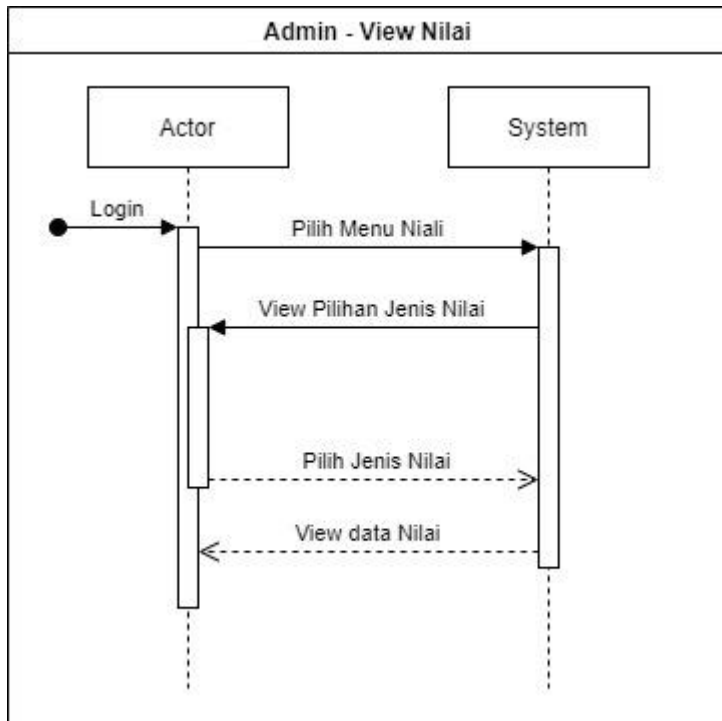 Admin - View Nilai
Actor
System
Login
Pilih Menu Niali
View Pilihan Jenis Nilai
Pilih Jenis Nilai
View data Nilai